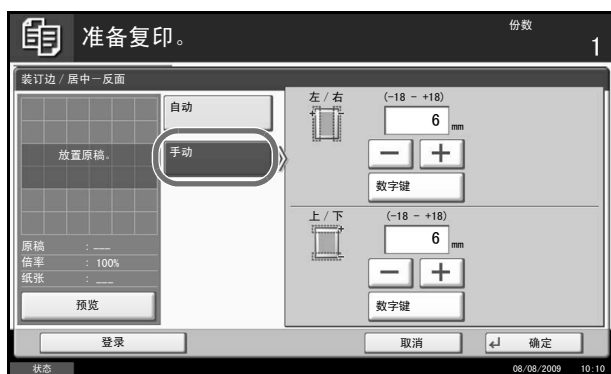 准备复印。
份数
1
装订边 / 居中－反面
放置原稿。
原稿 : ---
倍率 : 100%
纸张 : ---
预览
自动
手动
左 / 右 (-18 - +18)
6 mm
－ ＋
数字键
上 / 下 (-18 - +18)
6 mm
－ ＋
数字键
登录
取消
确定
状态
08/08/2009 10:10